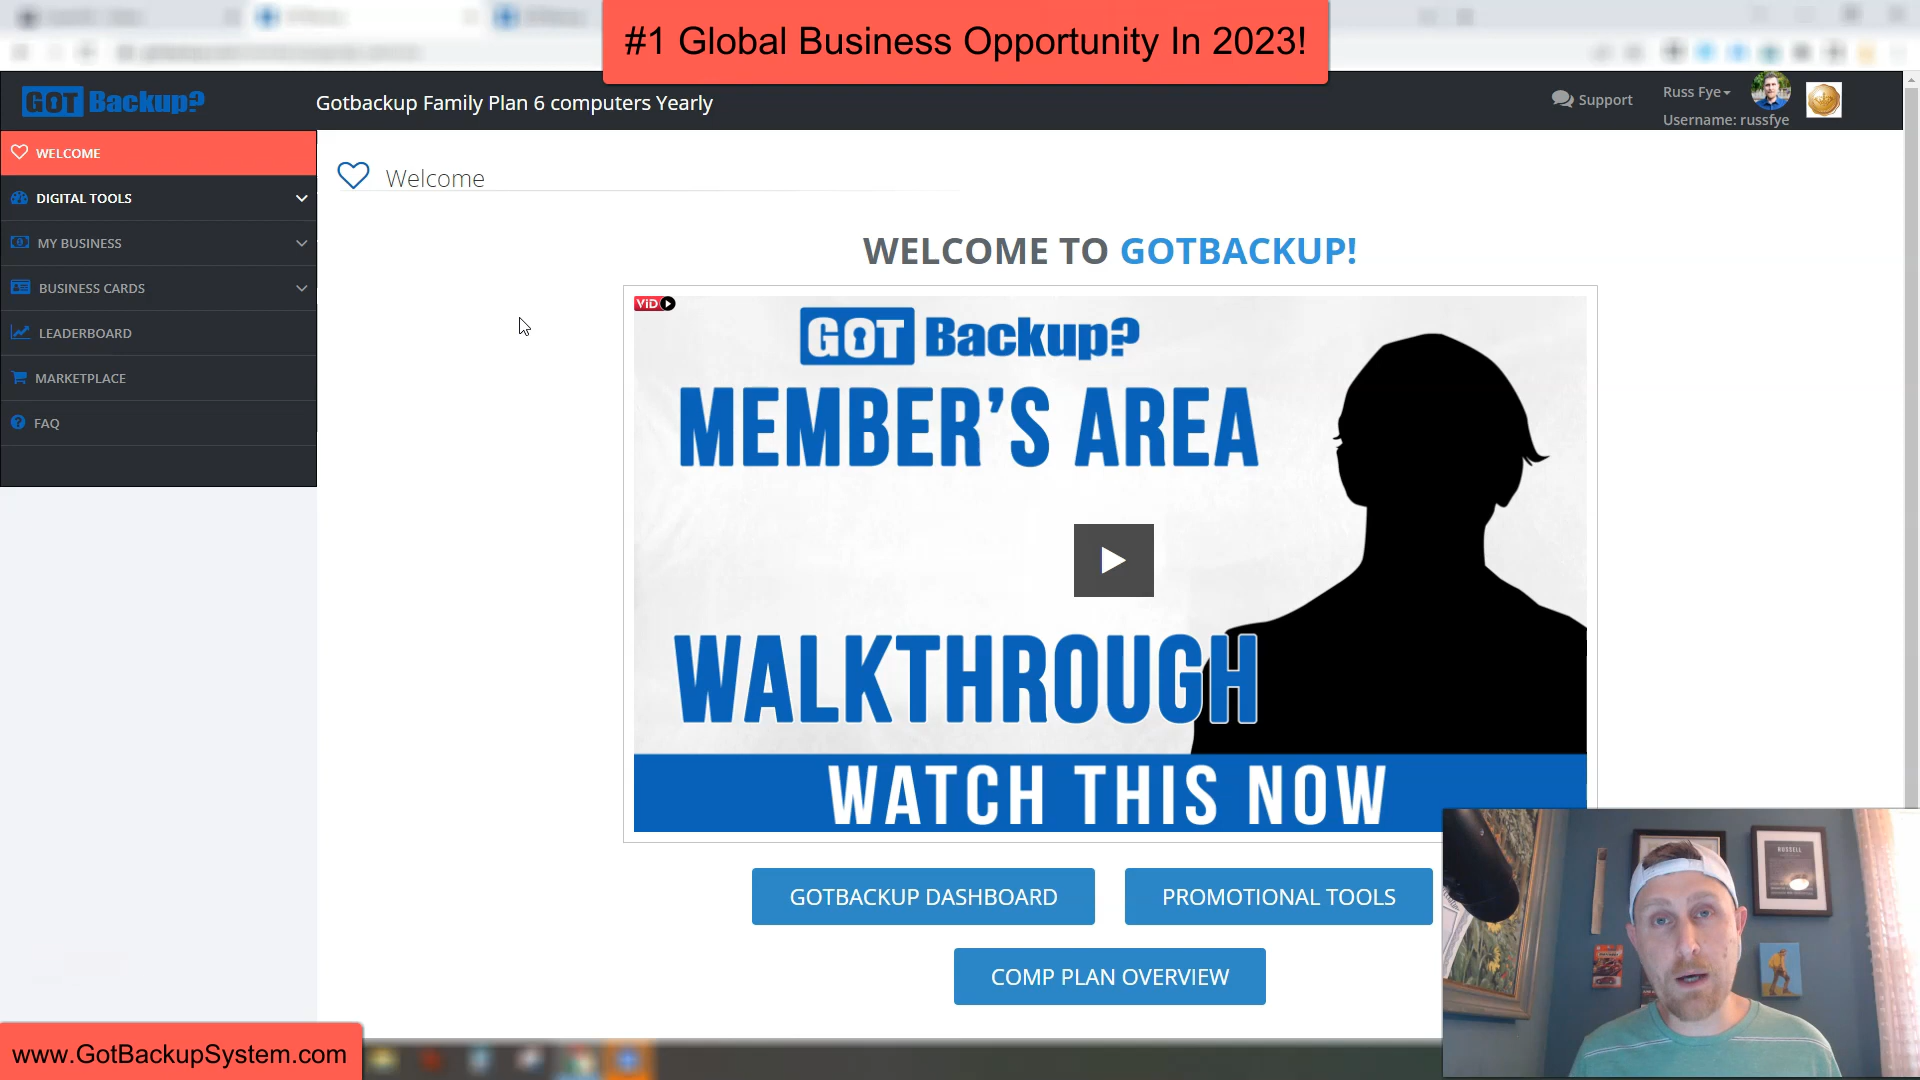 #1 Global Business Opportunity In 2023!
GOT Backup?
Gotbackup Family Plan 6 computers Yearly
Support
Russ Fye
Username: russfye
WELCOME
DIGITAL TOOLS
MY BUSINESS
BUSINESS CARDS
LEADERBOARD
MARKETPLACE
FAQ
Welcome
WELCOME TO GOTBACKUP!
ViD
GOT Backup?
MEMBER'S AREA
WALKTHROUGH
WATCH THIS NOW
GOTBACKUP DASHBOARD
PROMOTIONAL TOOLS
COMP PLAN OVERVIEW
RUSSELL
www.GotBackupSystem.com